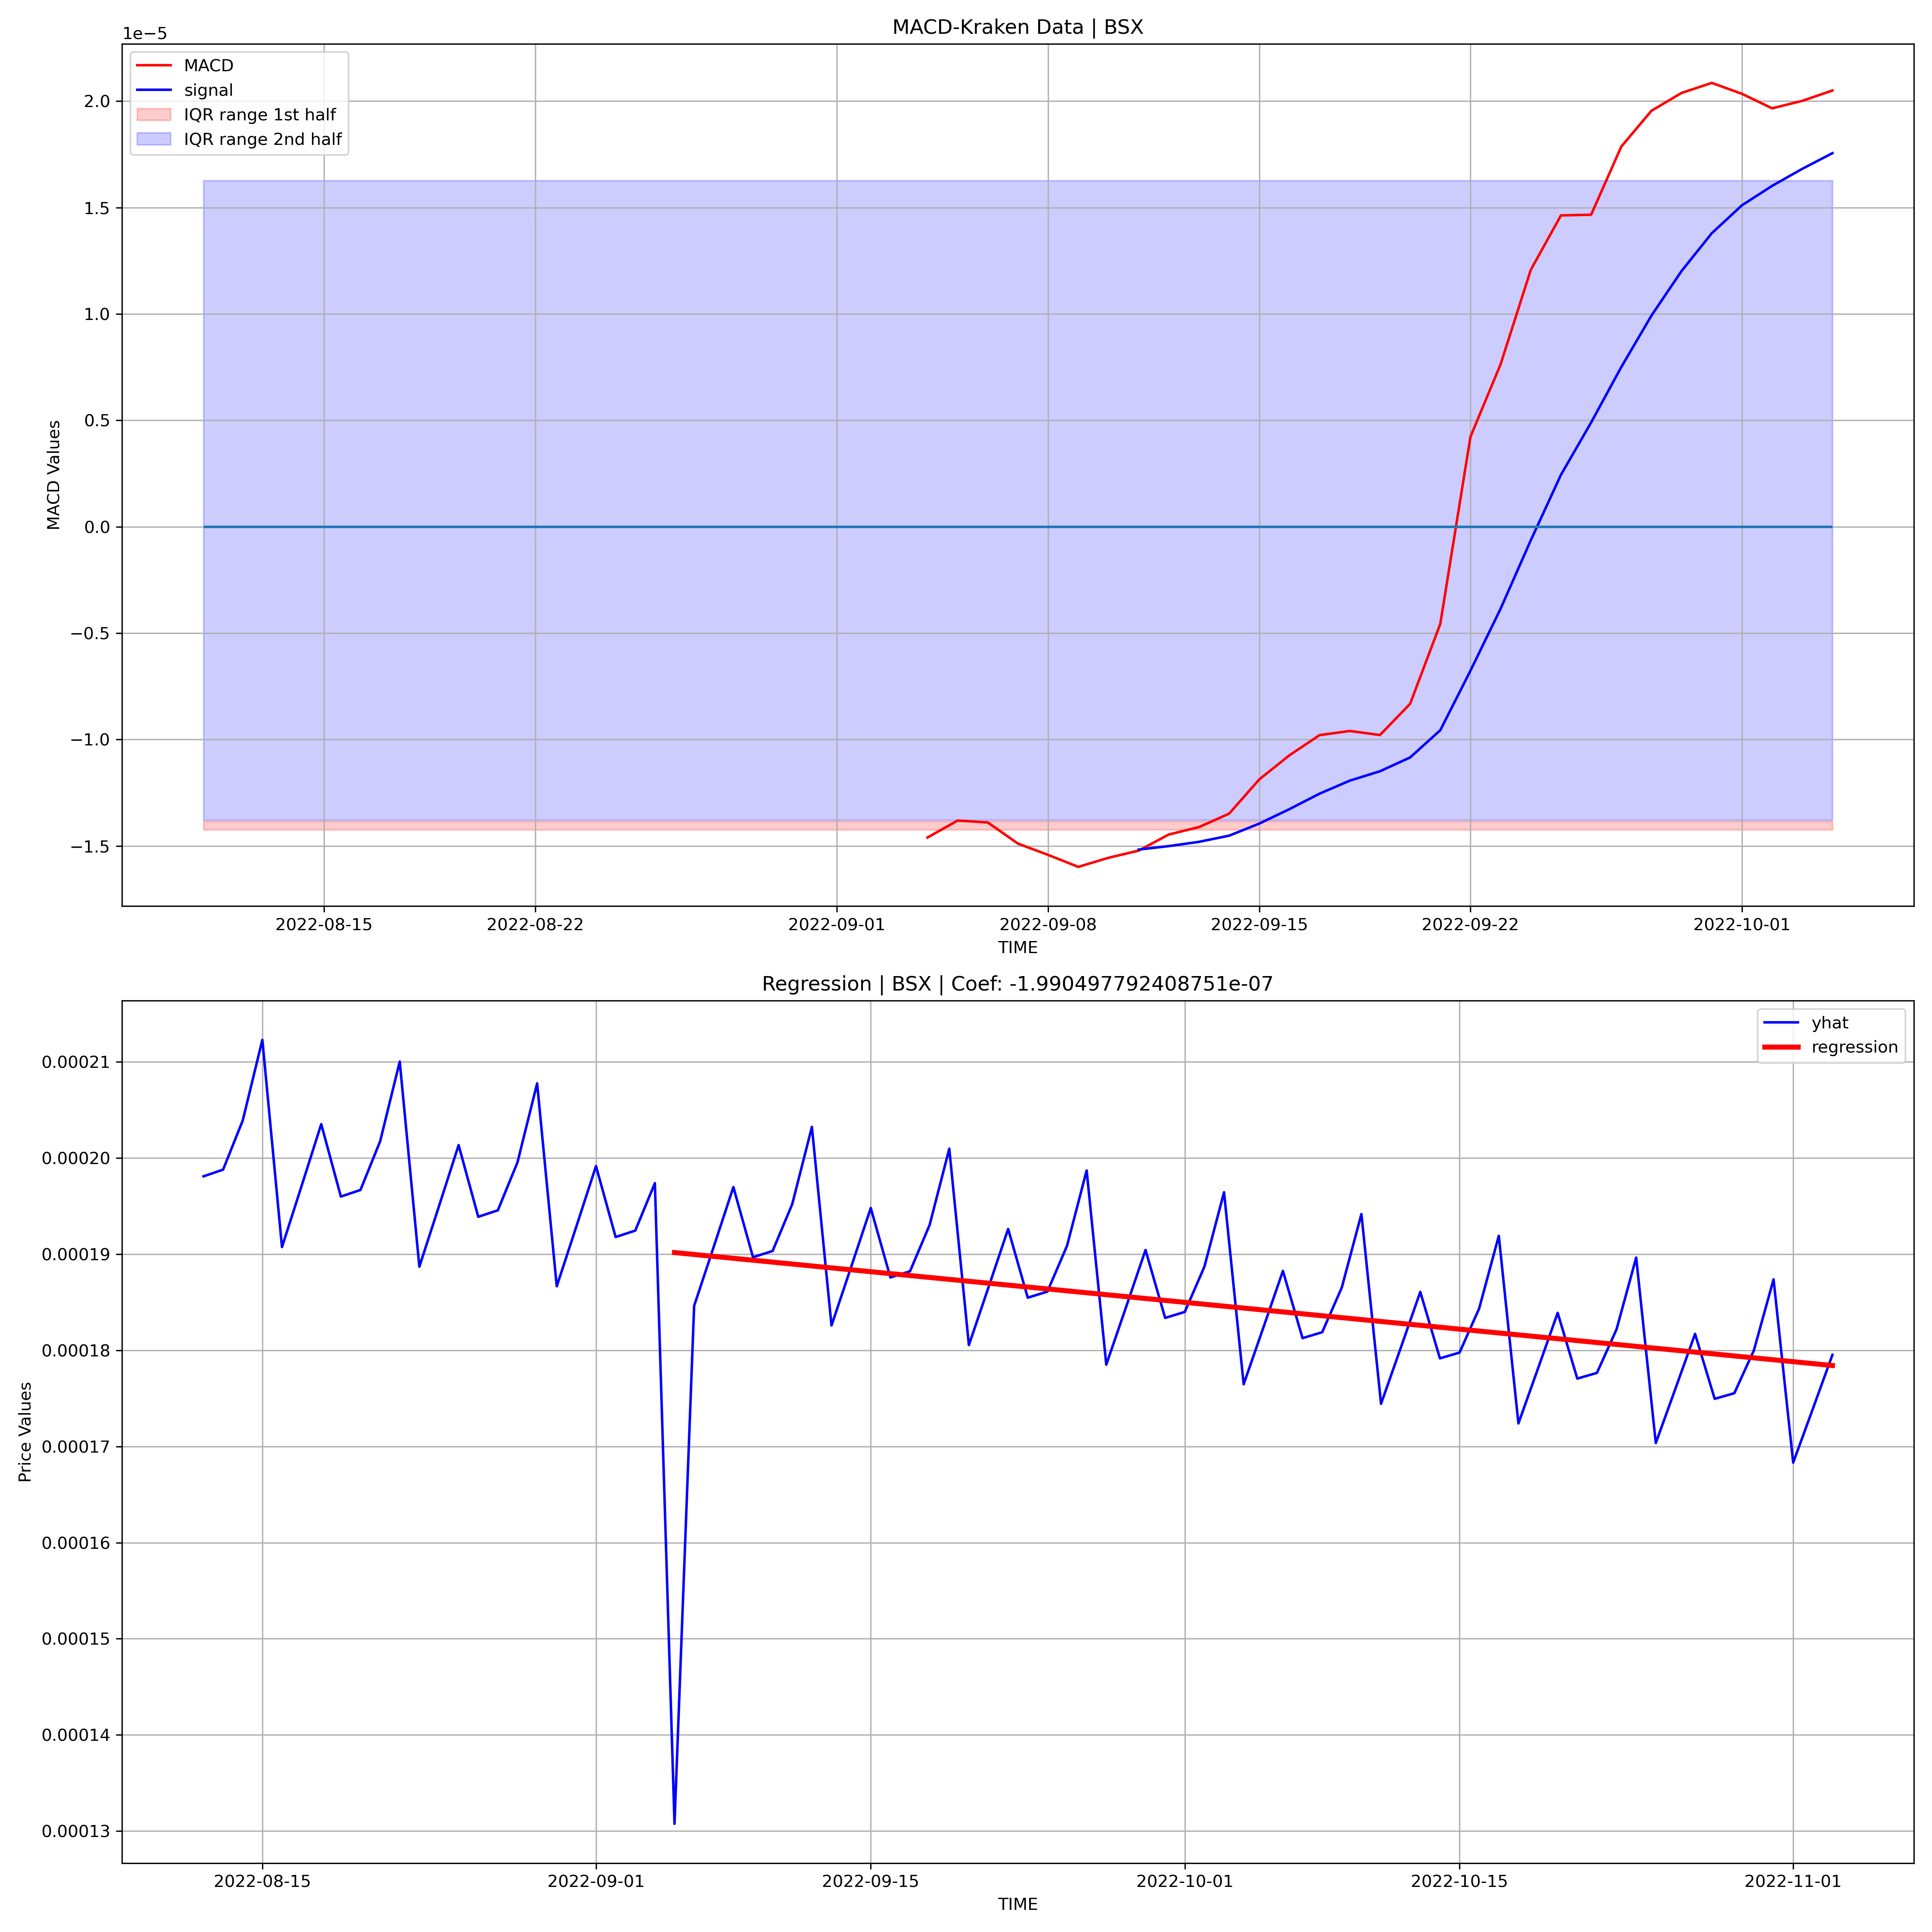 MACD-Kraken Data | BSX
1e−5
MACD
signal
IQR range 1st half
IQR range 2nd half
2.0
1.5
1.0
0.5
0.0
−0.5
−1.0
−1.5
MACD Values
2022-08-15 2022-08-22 2022-09-01 2022-09-08 2022-09-15 2022-09-22 2022-10-01
TIME
Regression | BSX | Coef: -1.990497792408751e-07
yhat
regression
0.00021
0.00020
0.00019
0.00018
0.00017
0.00016
0.00015
0.00014
0.00013
Price Values
2022-08-15 2022-09-01 2022-09-15 2022-10-01 2022-10-15 2022-11-01
TIME